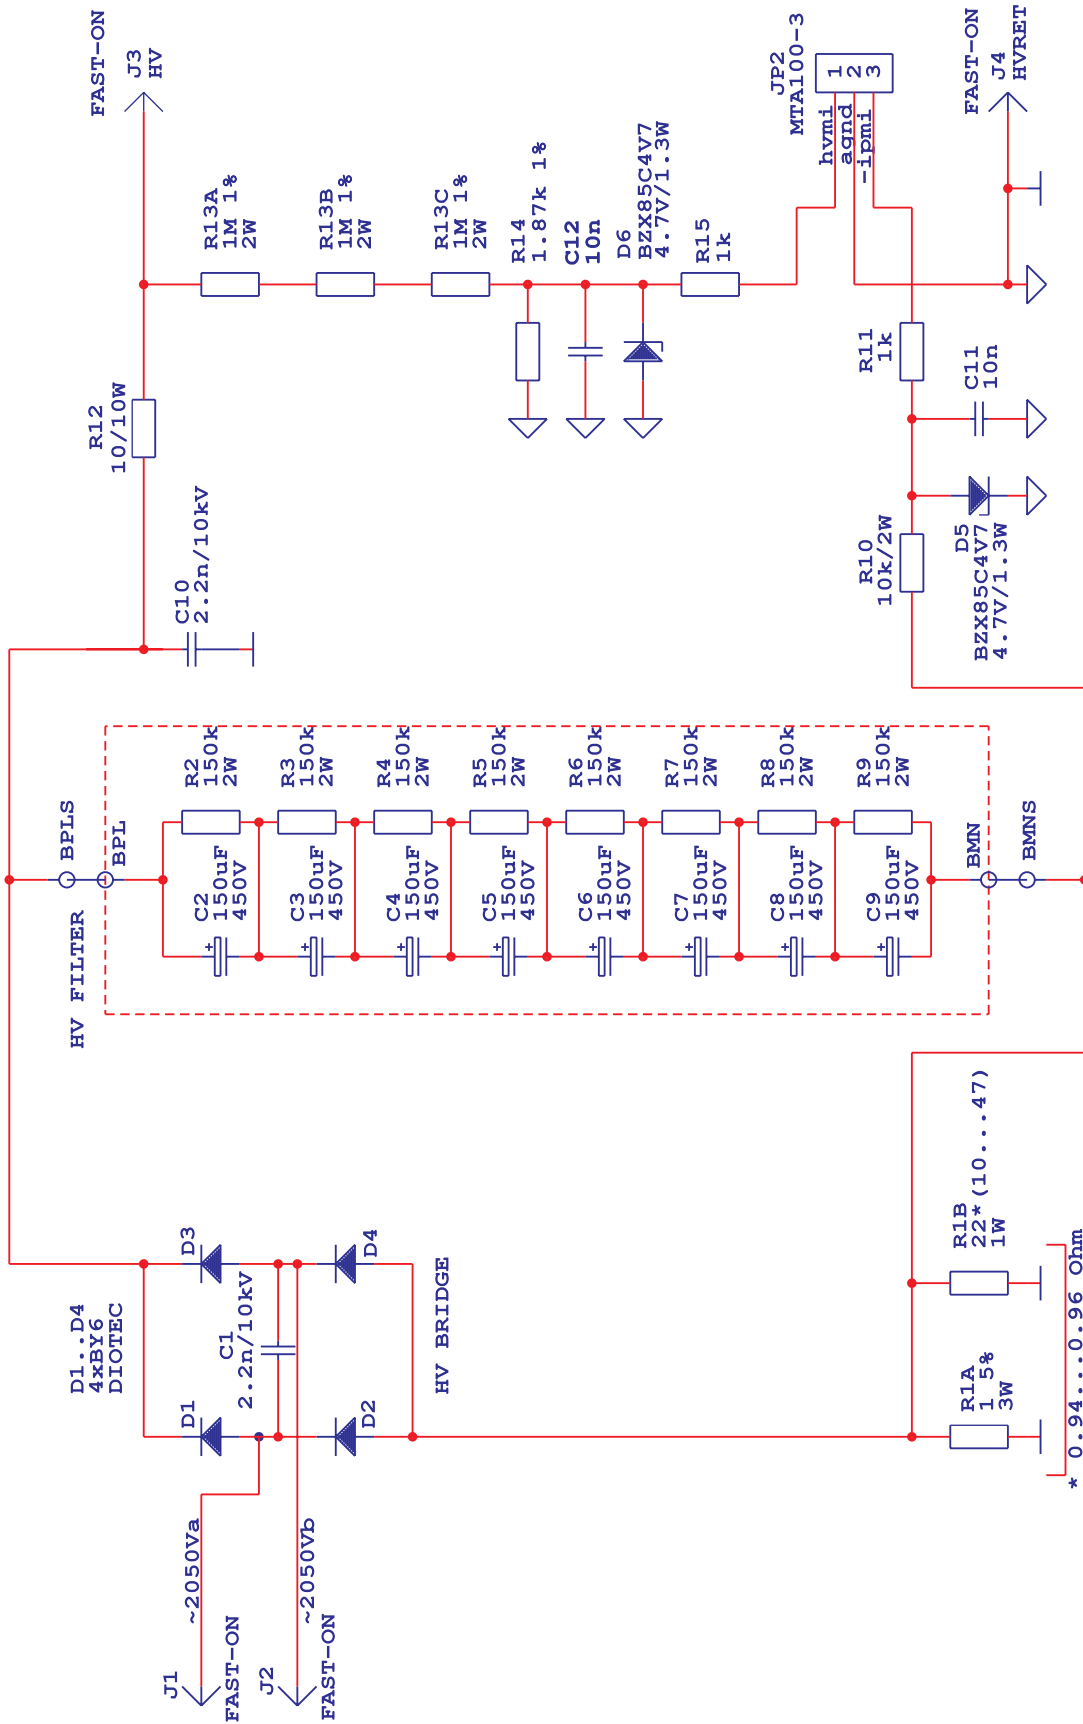 J1
FAST-ON
~2050Va
J2
FAST-ON
~2050Vb
D1..D4
4xBY6
DIOTEC
D1
D3
C1
2.2n/10kV
D2
D4
HV BRIDGE
R1A
1 5%
3W
R1B
22*(10...47)
1W
* 0.94...0.96 Ohm
HV FILTER
BPLS
BPL
C2
150uF
450V
R2
150k
2W
C3
150uF
450V
R3
150k
2W
C4
150uF
450V
R4
150k
2W
C5
150uF
450V
R5
150k
2W
C6
150uF
450V
R6
150k
2W
C7
150uF
450V
R7
150k
2W
C8
150uF
450V
R8
150k
2W
C9
150uF
450V
R9
150k
2W
BMN
BMNS
C10
2.2n/10kV
R12
10/10W
FAST-ON
J3
HV
R13A
1M 1%
2W
R13B
1M 1%
2W
R13C
1M 1%
2W
R14
1.87k 1%
C12
10n
D6
BZX85C4V7
4.7V/1.3W
R15
1k
JP2
MTA100-3
1
2
3
hvmi
agnd
-ipmi
R11
1k
C11
10n
R10
10k/2W
D5
BZX85C4V7
4.7V/1.3W
FAST-ON
J4
HVRET